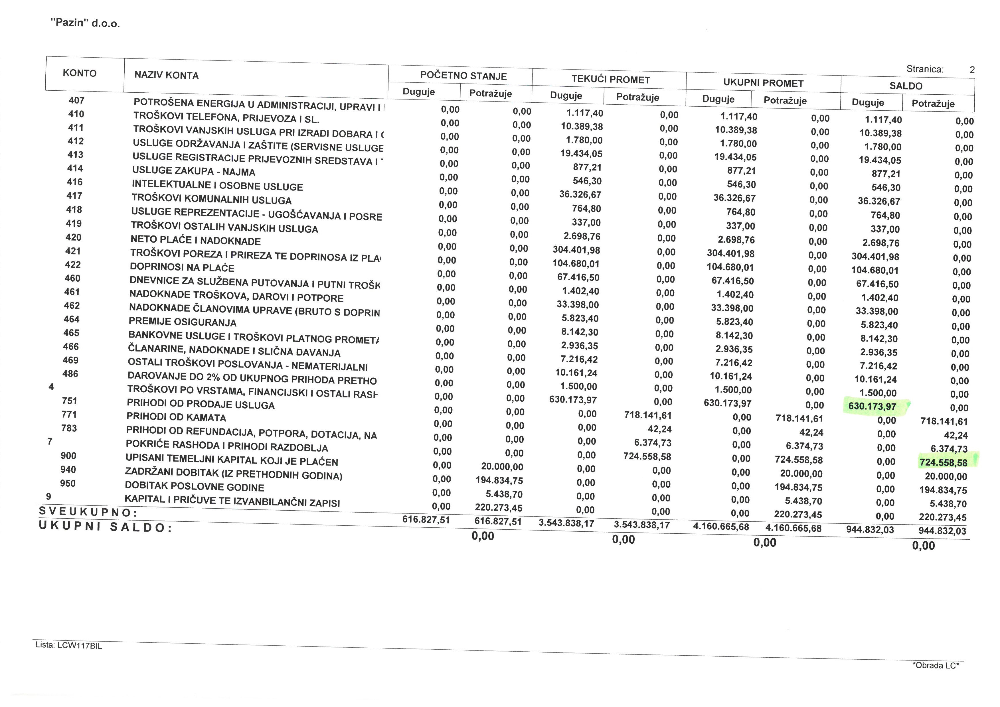 "Pazin" d.o.o.
Stranica: 2
KONTO NAZIV KONTA POČETNO STANJE TEKUĆI PROMET UKUPNI PROMET SALDO
Duguje Potražuje Duguje Potražuje Duguje Potražuje Duguje Potražuje
407 POTROŠENA ENERGIJA U ADMINISTRACIJI, UPRAVI I 0,00 0,00 1.117,40 0,00 1.117,40 0,00 1.117,40 0,00
410 TROŠKOVI TELEFONA, PRIJEVOZA I SL. 0,00 0,00 10.389,38 0,00 10.389,38 0,00 10.389,38 0,00
411 TROŠKOVI VANJSKIH USLUGA PRI IZRADI DOBARA I 0,00 0,00 1.780,00 0,00 1.780,00 0,00 1.780,00 0,00
412 USLUGE ODRŽAVANJA I ZAŠTITE (SERVISNE USLUGE 0,00 0,00 19.434,05 0,00 19.434,05 0,00 19.434,05 0,00
413 USLUGE REGISTRACIJE PRIJEVOZNIH SREDSTAVA I 0,00 0,00 877,21 0,00 877,21 0,00 877,21 0,00
414 USLUGE ZAKUPA - NAJMA 0,00 0,00 546,30 0,00 546,30 0,00 546,30 0,00
416 INTELEKTUALNE I OSOBNE USLUGE 0,00 0,00 36.326,67 0,00 36.326,67 0,00 36.326,67 0,00
417 TROŠKOVI KOMUNALNIH USLUGA 0,00 0,00 764,80 0,00 764,80 0,00 764,80 0,00
418 USLUGE REPREZENTACIJE - UGOŠĆAVANJA I POSRE 0,00 0,00 337,00 0,00 337,00 0,00 337,00 0,00
419 TROŠKOVI OSTALIH VANJSKIH USLUGA 0,00 0,00 2.698,76 0,00 2.698,76 0,00 2.698,76 0,00
420 NETO PLAĆE I NADOKNADE 0,00 0,00 304.401,98 0,00 304.401,98 0,00 304.401,98 0,00
421 TROŠKOVI POREZA I PRIREZA TE DOPRINOSA IZ PLA 0,00 0,00 104.680,01 0,00 104.680,01 0,00 104.680,01 0,00
422 DOPRINOSI NA PLAĆE 0,00 0,00 67.416,50 0,00 67.416,50 0,00 67.416,50 0,00
460 DNEVNICE ZA SLUŽBENA PUTOVANJA I PUTNI TROŠK 0,00 0,00 1.402,40 0,00 1.402,40 0,00 1.402,40 0,00
461 NADOKNADE TROŠKOVA, DAROVI I POTPORE 0,00 0,00 33.398,00 0,00 33.398,00 0,00 33.398,00 0,00
462 NADOKNADE ČLANOVIMA UPRAVE (BRUTO S DOPRIN 0,00 0,00 5.823,40 0,00 5.823,40 0,00 5.823,40 0,00
464 PREMIJE OSIGURANJA 0,00 0,00 8.142,30 0,00 8.142,30 0,00 8.142,30 0,00
465 BANKOVNE USLUGE I TROŠKOVI PLATNOG PROMETA 0,00 0,00 2.936,35 0,00 2.936,35 0,00 2.936,35 0,00
466 ČLANARINE, NADOKNADE I SLIČNA DAVANJA 0,00 0,00 7.216,42 0,00 7.216,42 0,00 7.216,42 0,00
469 OSTALI TROŠKOVI POSLOVANJA - NEMATERIJALNI 0,00 0,00 10.161,24 0,00 10.161,24 0,00 10.161,24 0,00
486 DAROVANJE DO 2% OD UKUPNOG PRIHODA PRETHO 0,00 0,00 1.500,00 0,00 1.500,00 0,00 1.500,00 0,00
4 TROŠKOVI PO VRSTAMA, FINANCIJSKI I OSTALI RASH 0,00 0,00 630.173,97 0,00 630.173,97 0,00 630.173,97 0,00
751 PRIHODI OD PRODAJE USLUGA 0,00 0,00 0,00 718.141,61 0,00 718.141,61 0,00 718.141,61
771 PRIHODI OD KAMATA 0,00 0,00 0,00 42,24 0,00 42,24 0,00 42,24
783 PRIHODI OD REFUNDACIJA, POTPORA, DOTACIJA, NA 0,00 0,00 0,00 6.374,73 0,00 6.374,73 0,00 6.374,73
7 POKRIĆE RASHODA I PRIHODI RAZDOBLJA 0,00 0,00 0,00 724.558,58 0,00 724.558,58 0,00 724.558,58
900 UPISANI TEMELJNI KAPITAL KOJI JE PLAĆEN 0,00 20.000,00 0,00 0,00 0,00 20.000,00 0,00 20.000,00
940 ZADRŽANI DOBITAK (IZ PRETHODNIH GODINA) 0,00 194.834,75 0,00 0,00 0,00 194.834,75 0,00 194.834,75
950 DOBITAK POSLOVNE GODINE 0,00 5.438,70 0,00 0,00 0,00 5.438,70 0,00 5.438,70
9 KAPITAL I PRIČUVE TE IZVANBILANČNI ZAPISI 0,00 220.273,45 0,00 0,00 0,00 220.273,45 0,00 220.273,45
SVEUKUPNO: 616.827,51 616.827,51 3.543.838,17 3.543.838,17 4.160.665,68 4.160.665,68 944.832,03 944.832,03
UKUPNI SALDO: 0,00 0,00 0,00 0,00
Lista: LCW117BIL
*Obrada LC*